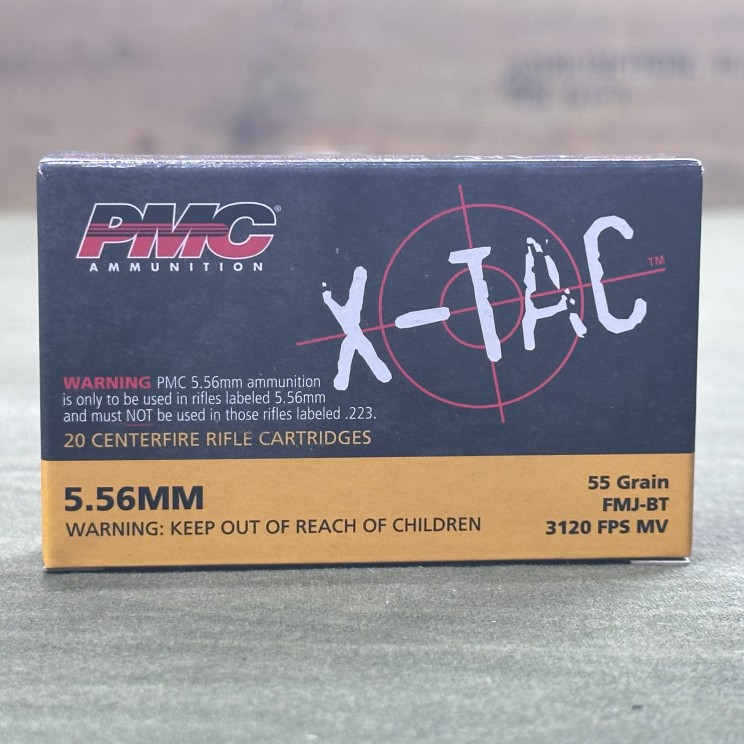 PMC®
AMMUNITION
X-TAC™
WARNING PMC 5.56mm ammunition
is only to be used in rifles labeled 5.56mm
and must NOT be used in those rifles labeled .223.
20 CENTERFIRE RIFLE CARTRIDGES
5.56MM
WARNING: KEEP OUT OF REACH OF CHILDREN
55 Grain
FMJ-BT
3120 FPS MV